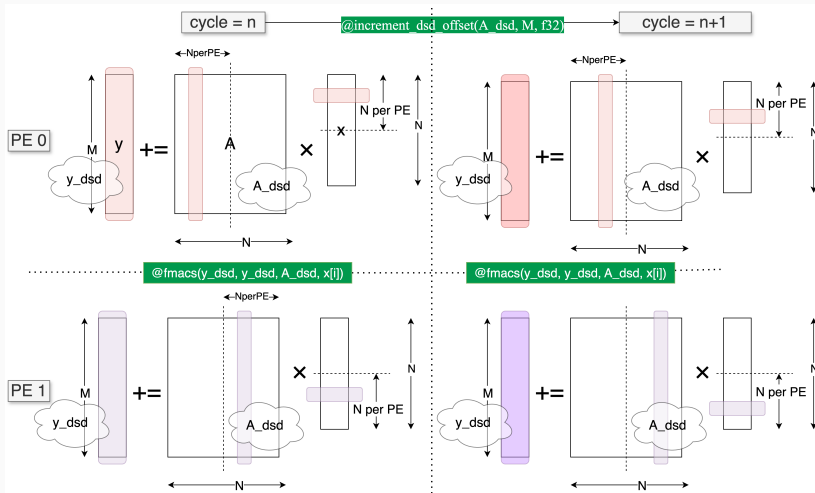 cycle = n
@increment_dsd_offset(A_dsd, M, f32)
cycle = n+1
NperPE
NperPE
N per PE
N
N per PE
N
PE 0
M
y
+=
A
×
x
y_dsd
A_dsd
N
M
+=
×
y_dsd
A_dsd
N
@fmacs(y_dsd, y_dsd, A_dsd, x[i])
@fmacs(y_dsd, y_dsd, A_dsd, x[i])
NperPE
PE 1
M
+=
×
N
N per PE
y_dsd
A_dsd
N
M
+=
×
N
N per PE
y_dsd
A_dsd
N